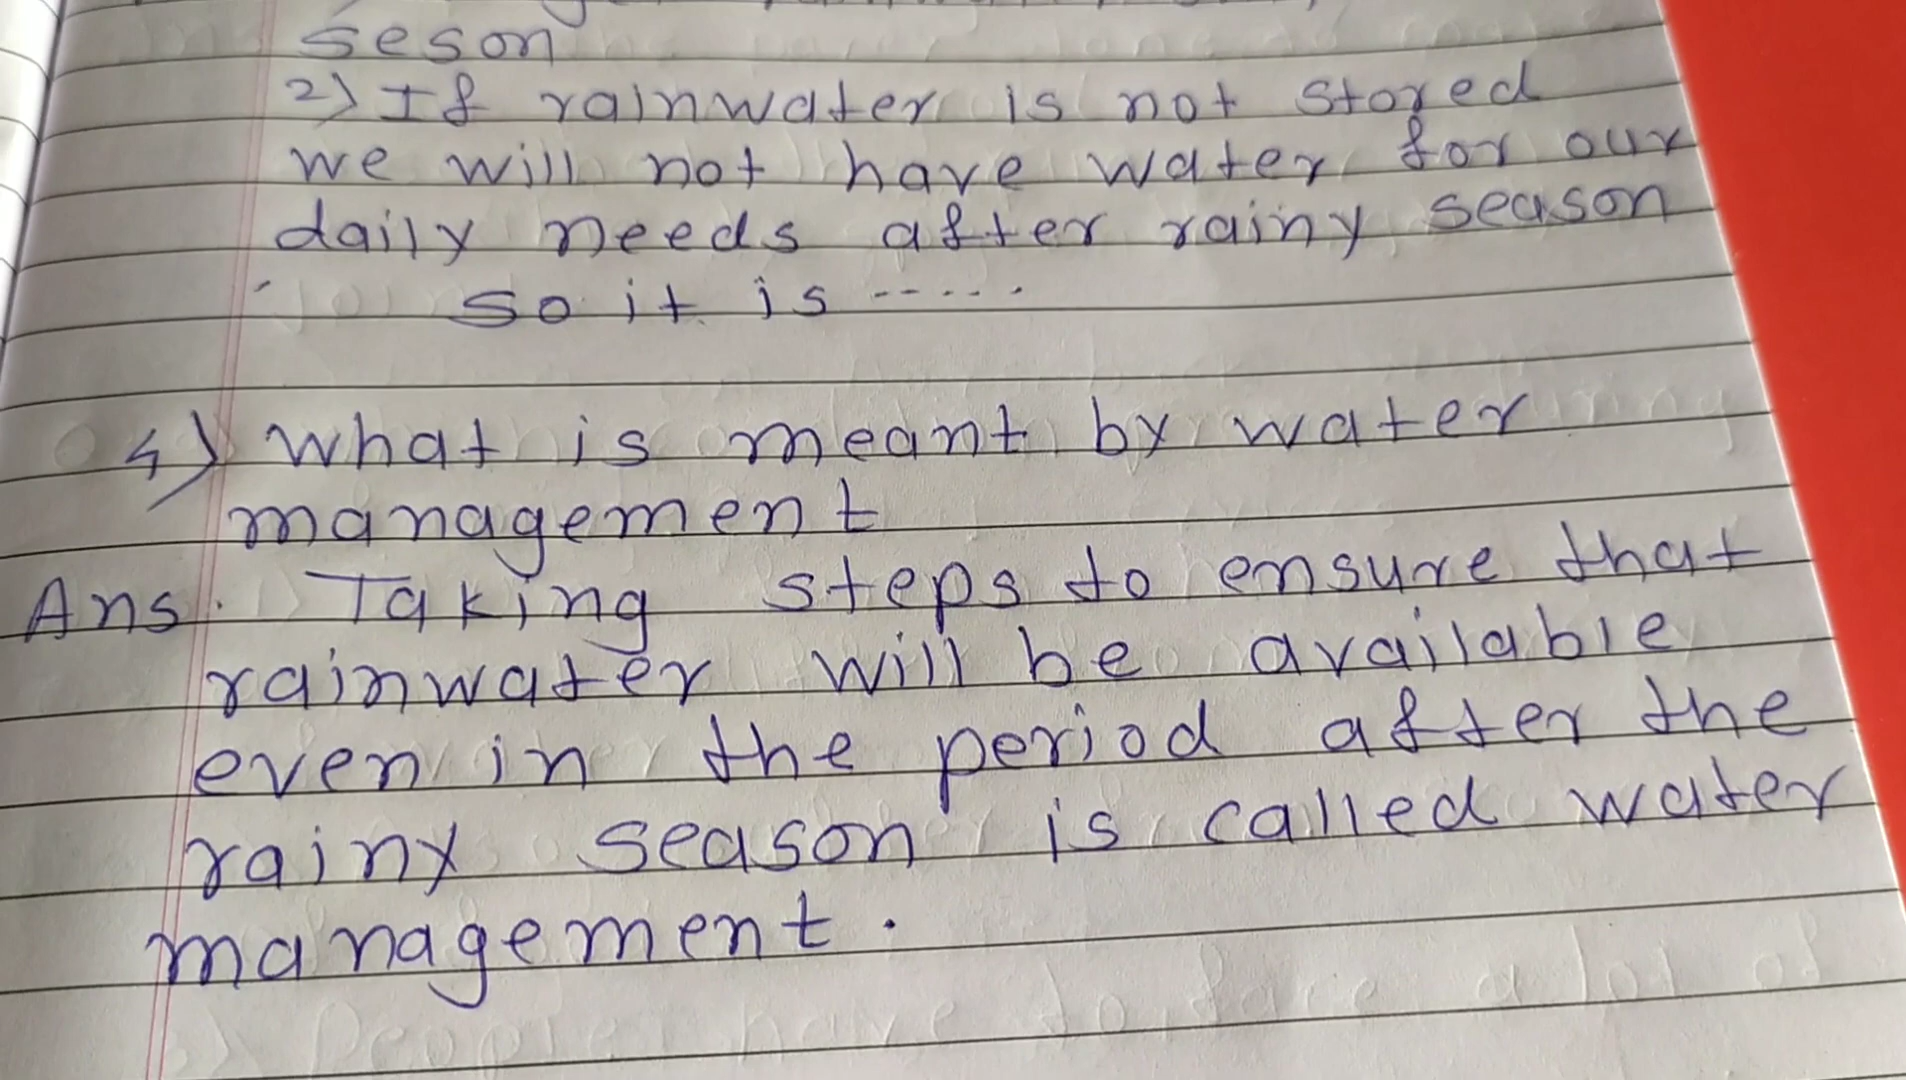 seson
2) If rainwater is not stored
we will not have water for our
daily needs after rainy season
so it is -----
4) What is meant by water
management
Ans. Taking steps to ensure that
rainwater will be available
even in the period after the
rainy season is called water
management.